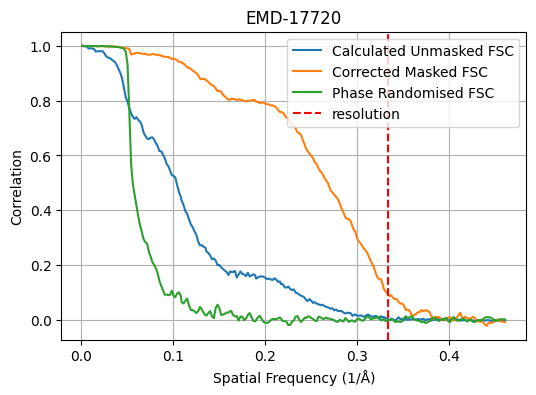 EMD-17720
Calculated Unmasked FSC
Corrected Masked FSC
Phase Randomised FSC
resolution
Correlation
1.0
0.8
0.6
0.4
0.2
0.0
0.0 0.1 0.2 0.3 0.4
Spatial Frequency (1/Å)